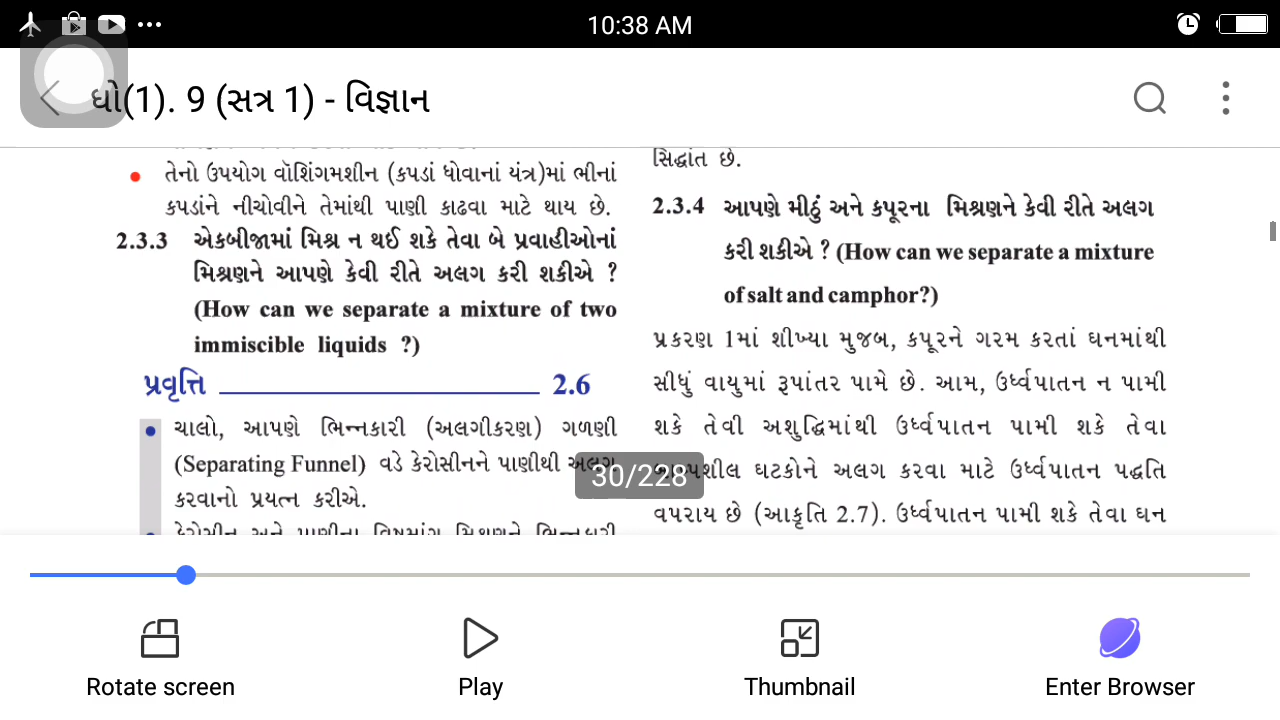 10:38 AM
ધો(1). 9 (સત્ર 1) - વિજ્ઞાન
તેનો ઉપયોગ વૉશિંગમશીન (કપડાં ધોવાનાં યંત્ર)માં ભીનાં
કપડાંને નીચોવીને તેમાંથી પાણી કાઢવા માટે થાય છે.
2.3.3 એકબીજામાં મિશ્ર ન થઈ શકે તેવા બે પ્રવાહીઓનાં
મિશ્રણને આપણે કેવી રીતે અલગ કરી શકીએ ?
(How can we separate a mixture of two
immiscible liquids ?)
પ્રવૃત્તિ 2.6
ચાલો, આપણે ભિન્નકારી (અલગીકરણ) ગળણી
(Separating Funnel) વડે કેરોસીનને પાણીથી અલગ
કરવાનો પ્રયત્ન કરીએ.
કેરોસીન અને પાણીના વિષમાંગ મિશ્રણને ભિન્નકારી
સિદ્ધાંત છે.
2.3.4 આપણે મીઠું અને કપૂરના મિશ્રણને કેવી રીતે અલગ
કરી શકીએ ? (How can we separate a mixture
of salt and camphor?)
પ્રકરણ 1માં શીખ્યા મુજબ, કપૂરને ગરમ કરતાં ઘનમાંથી
સીધું વાયુમાં રૂપાંતર પામે છે. આમ, ઉર્ધ્વપાતન ન પામી
શકે તેવી અશુદ્ધિમાંથી ઉર્ધ્વપાતન પામી શકે તેવા
ઘટકોને અલગ કરવા માટે ઉર્ધ્વપાતન પદ્ધતિ
વપરાય છે (આકૃતિ 2.7). ઉર્ધ્વપાતન પામી શકે તેવા ઘન
30/228
Rotate screen
Play
Thumbnail
Enter Browser